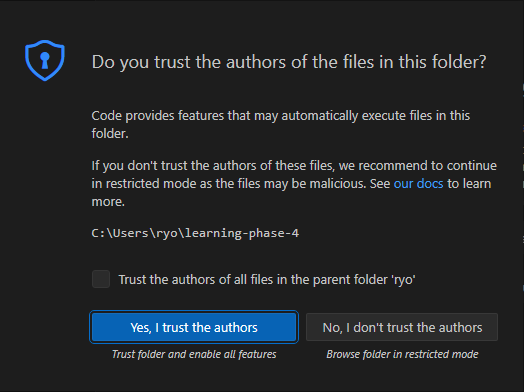 Do you trust the authors of the files in this folder?
Code provides features that may automatically execute files in this
folder.
If you don't trust the authors of these files, we recommend to continue
in restricted mode as the files may be malicious. See our docs to learn
more.
C:\Users\ryo\learning-phase-4
Trust the authors of all files in the parent folder 'ryo'
Yes, I trust the authors
No, I don't trust the authors
Trust folder and enable all features
Browse folder in restricted mode